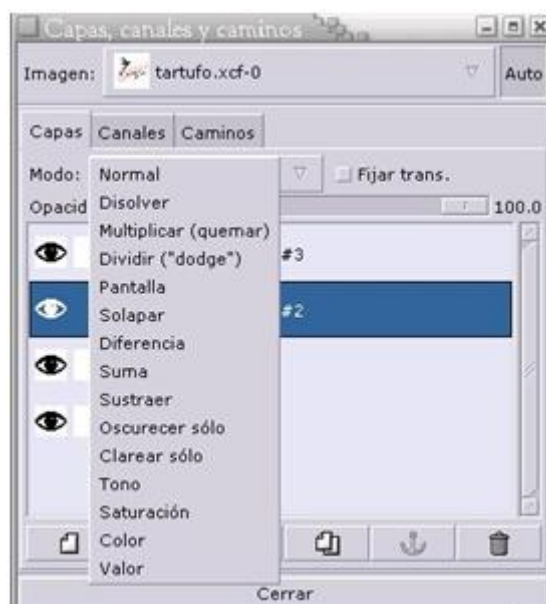 Capas, canales y caminos
Imagen: tartufo.xcf-0 Auto
Capas Canales Caminos
Modo: Normal Fijar trans.
Opacid Disolver 100.0
Multiplicar (quemar)
Dividir ("dodge") #3
Pantalla
Solapar #2
Diferencia
Suma
Sustraer
Oscurecer sólo
Clarear sólo
Tono
Saturación
Color
Valor
Cerrar